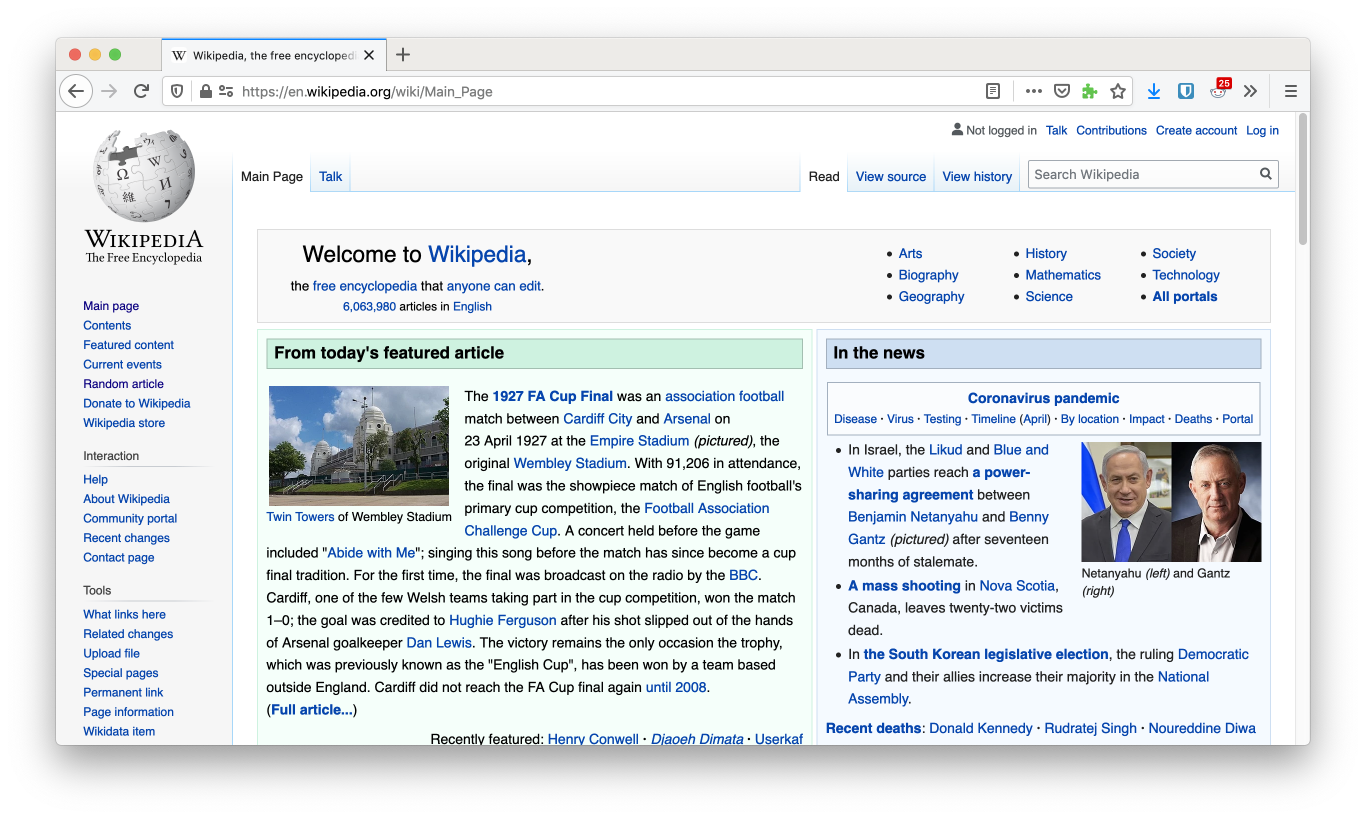 Wikipedia, the free encycloped
https://en.wikipedia.org/wiki/Main_Page
25
Not logged in Talk Contributions Create account Log in
Main Page Talk Read View source View history Search Wikipedia
Ω W И 維
WIKIPEDIA
The Free Encyclopedia
Main page
Contents
Featured content
Current events
Random article
Donate to Wikipedia
Wikipedia store
Interaction
Help
About Wikipedia
Community portal
Recent changes
Contact page
Tools
What links here
Related changes
Upload file
Special pages
Permanent link
Page information
Wikidata item
Welcome to Wikipedia,
the free encyclopedia that anyone can edit.
6,063,980 articles in English
• Arts
• Biography
• Geography
• History
• Mathematics
• Science
• Society
• Technology
• All portals
From today's featured article
Twin Towers of Wembley Stadium
The 1927 FA Cup Final was an association football
match between Cardiff City and Arsenal on
23 April 1927 at the Empire Stadium (pictured), the
original Wembley Stadium. With 91,206 in attendance,
the final was the showpiece match of English football's
primary cup competition, the Football Association
Challenge Cup. A concert held before the game
included "Abide with Me"; singing this song before the match has since become a cup
final tradition. For the first time, the final was broadcast on the radio by the BBC.
Cardiff, one of the few Welsh teams taking part in the cup competition, won the match
1–0; the goal was credited to Hughie Ferguson after his shot slipped out of the hands
of Arsenal goalkeeper Dan Lewis. The victory remains the only occasion the trophy,
which was previously known as the "English Cup", has been won by a team based
outside England. Cardiff did not reach the FA Cup final again until 2008.
(Full article...)
Recently featured: Henry Conwell · Djaoeh Dimata · Userkaf
In the news
Coronavirus pandemic
Disease · Virus · Testing · Timeline (April) · By location · Impact · Deaths · Portal
• In Israel, the Likud and Blue and
White parties reach a power-
sharing agreement between
Benjamin Netanyahu and Benny
Gantz (pictured) after seventeen
months of stalemate.
Netanyahu (left) and Gantz
(right)
• A mass shooting in Nova Scotia,
Canada, leaves twenty-two victims
dead.
• In the South Korean legislative election, the ruling Democratic
Party and their allies increase their majority in the National
Assembly.
Recent deaths: Donald Kennedy · Rudratej Singh · Noureddine Diwa